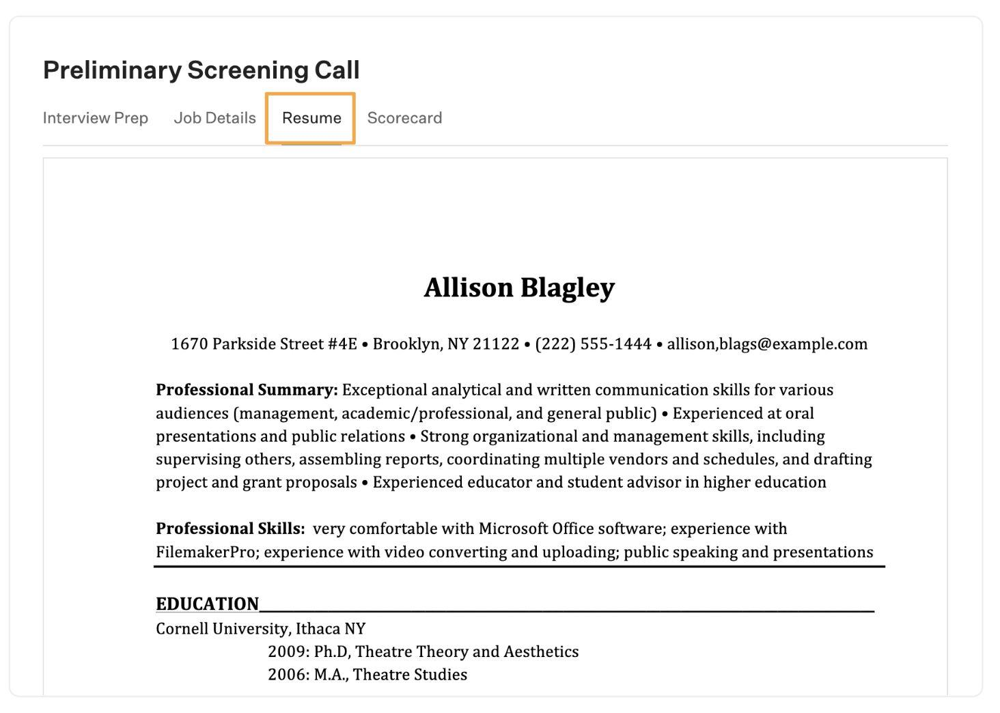 Preliminary Screening Call
Interview Prep Job Details Resume Scorecard
Allison Blagley
1670 Parkside Street #4E • Brooklyn, NY 21122 • (222) 555-1444 • allison,blags@example.com
Professional Summary: Exceptional analytical and written communication skills for various
audiences (management, academic/professional, and general public) • Experienced at oral
presentations and public relations • Strong organizational and management skills, including
supervising others, assembling reports, coordinating multiple vendors and schedules, and drafting
project and grant proposals • Experienced educator and student advisor in higher education
Professional Skills: very comfortable with Microsoft Office software; experience with
FilemakerPro; experience with video converting and uploading; public speaking and presentations
EDUCATION
Cornell University, Ithaca NY
2009: Ph.D, Theatre Theory and Aesthetics
2006: M.A., Theatre Studies